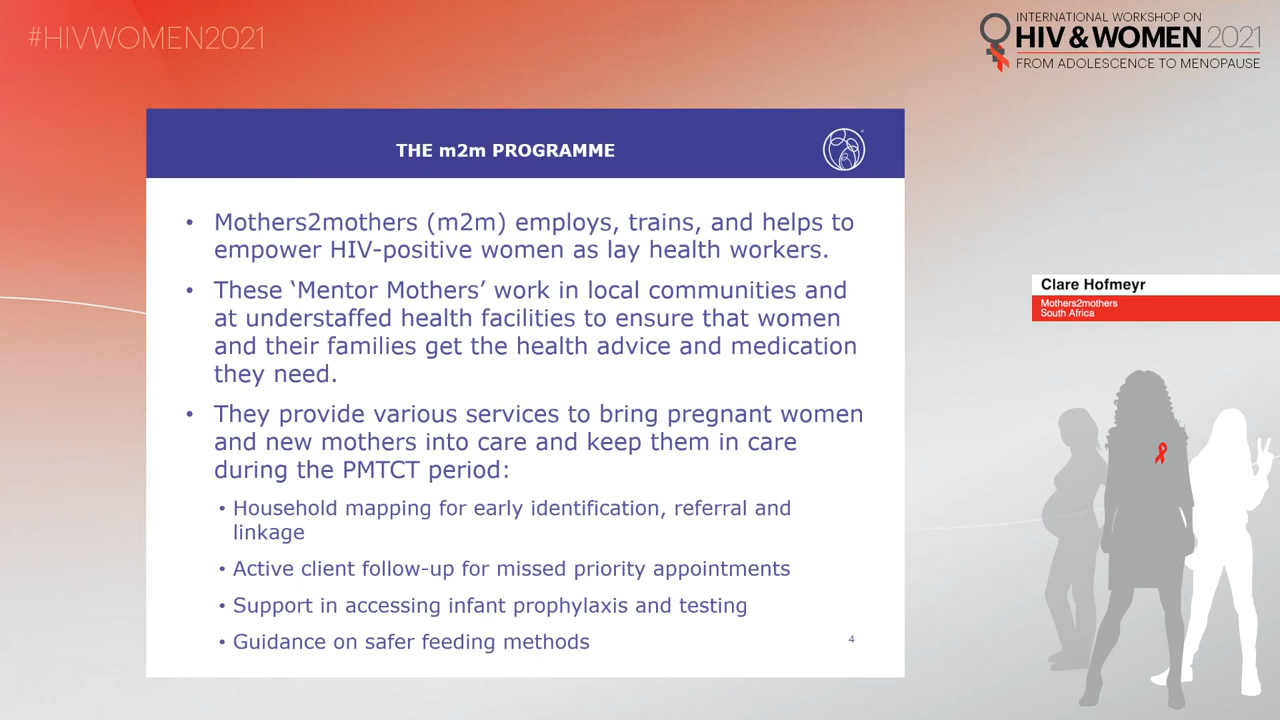 #HIVWOMEN2021
INTERNATIONAL WORKSHOP ON
HIV & WOMEN 2021
FROM ADOLESCENCE TO MENOPAUSE
THE m2m PROGRAMME
• Mothers2mothers (m2m) employs, trains, and helps to
empower HIV-positive women as lay health workers.
• These ‘Mentor Mothers’ work in local communities and
at understaffed health facilities to ensure that women
and their families get the health advice and medication
they need.
• They provide various services to bring pregnant women
and new mothers into care and keep them in care
during the PMTCT period:
• Household mapping for early identification, referral and
linkage
• Active client follow-up for missed priority appointments
• Support in accessing infant prophylaxis and testing
• Guidance on safer feeding methods
4
Clare Hofmeyr
Mothers2mothers
South Africa